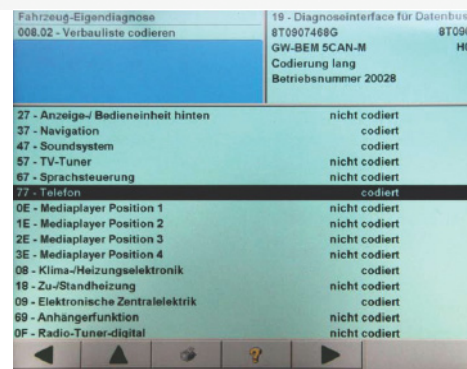 Fahrzeug-Eigendiagnose
008.02 - Verbauliste codieren
19 - Diagnoseinterface für Datenbus
8T0907468G 8T090
GW-BEM 5CAN-M H
Codierung lang
Betriebsnummer 20028
27 - Anzeige-/ Bedieneinheit hinten nicht codiert
37 - Navigation codiert
47 - Soundsystem codiert
57 - TV-Tuner nicht codiert
67 - Sprachsteuerung nicht codiert
77 - Telefon codiert
0E - Mediaplayer Position 1 nicht codiert
1E - Mediaplayer Position 2 nicht codiert
2E - Mediaplayer Position 3 nicht codiert
3E - Mediaplayer Position 4 nicht codiert
08 - Klima-/Heizungselektronik codiert
18 - Zu-/Standheizung nicht codiert
09 - Elektronische Zentralelektrik codiert
69 - Anhängerfunktion nicht codiert
0F - Radio-Tuner-digital nicht codiert